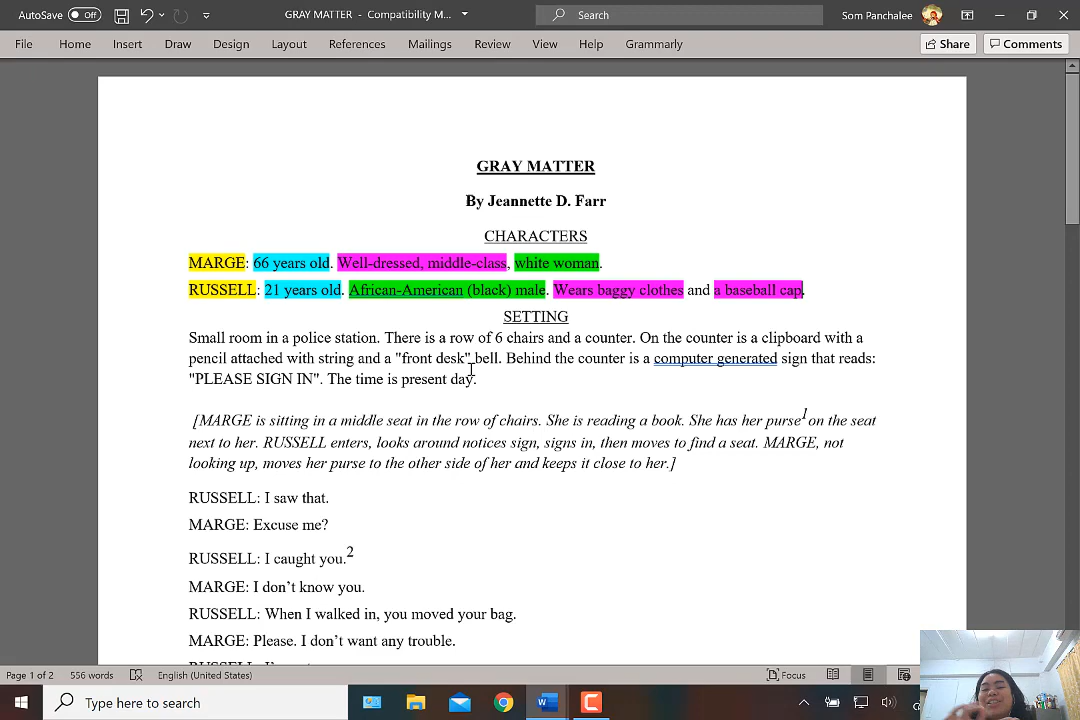 AutoSave Off GRAY MATTER - Compatibility M... Search Som Panchalee
File Home Insert Draw Design Layout References Mailings Review View Help Grammarly Share Comments
GRAY MATTER
By Jeannette D. Farr
CHARACTERS
MARGE: 66 years old. Well-dressed, middle-class, white woman.
RUSSELL: 21 years old. African-American (black) male. Wears baggy clothes and a baseball cap.
SETTING
Small room in a police station. There is a row of 6 chairs and a counter. On the counter is a clipboard with a
pencil attached with string and a "front desk" bell. Behind the counter is a computer generated sign that reads:
"PLEASE SIGN IN". The time is present day.
[MARGE is sitting in a middle seat in the row of chairs. She is reading a book. She has her purse1 on the seat
next to her. RUSSELL enters, looks around notices sign, signs in, then moves to find a seat. MARGE, not
looking up, moves her purse to the other side of her and keeps it close to her.]
RUSSELL: I saw that.
MARGE: Excuse me?
RUSSELL: I caught you.2
MARGE: I don’t know you.
RUSSELL: When I walked in, you moved your bag.
MARGE: Please. I don’t want any trouble.
Page 1 of 2 556 words English (United States) Focus
Type here to search